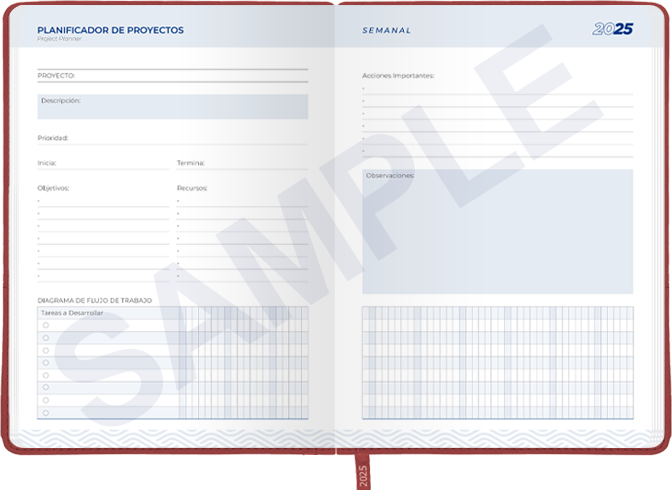 PLANIFICADOR DE PROYECTOS
Project Planner
PROYECTO:
Descripción:
Prioridad:
Inicia:
Termina:
Objetivos:
Recursos:
DIAGRAMA DE FLUJO DE TRABAJO
Tareas a Desarrollar
SEMANAL
2025
Acciones Importantes:
Observaciones:
SAMPLE
2025